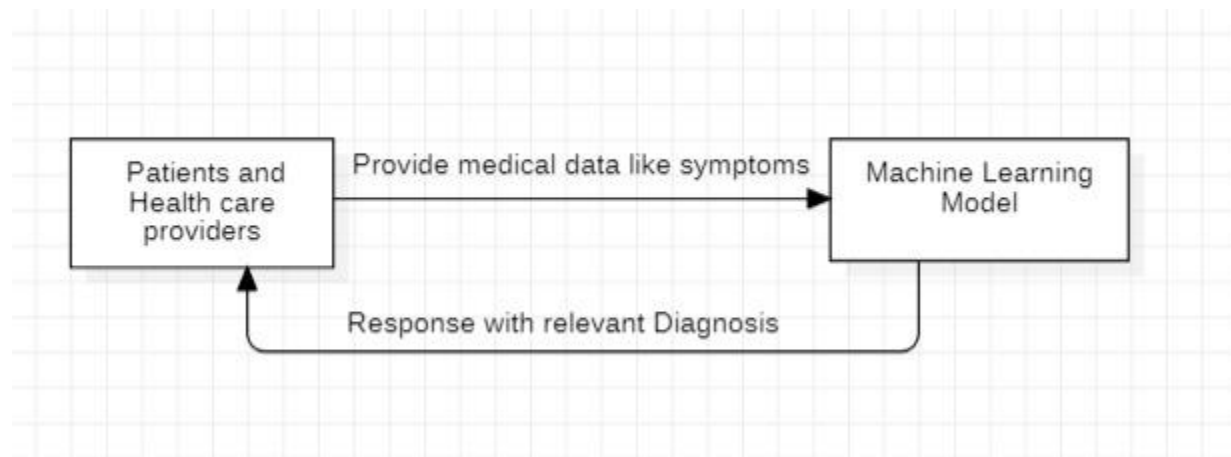 Patients and
Health care
providers
Provide medical data like symptoms
Machine Learning
Model
Response with relevant Diagnosis